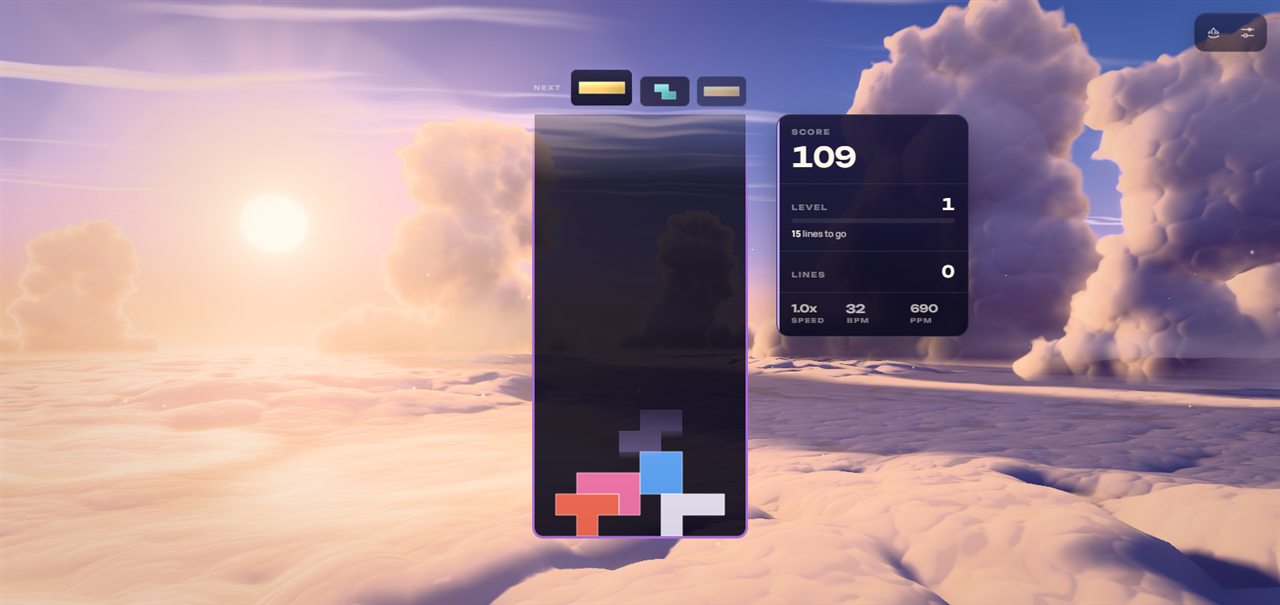 NEXT
SCORE
109
LEVEL 1
15 lines to go
LINES 0
1.0x 32 690
SPEED BPM PPM